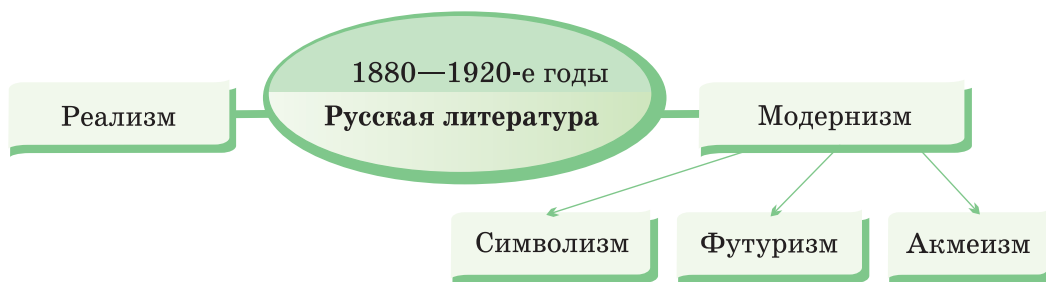 1880—1920-е годы
Русская литература
Реализм
Модернизм
Символизм
Футуризм
Акмеизм